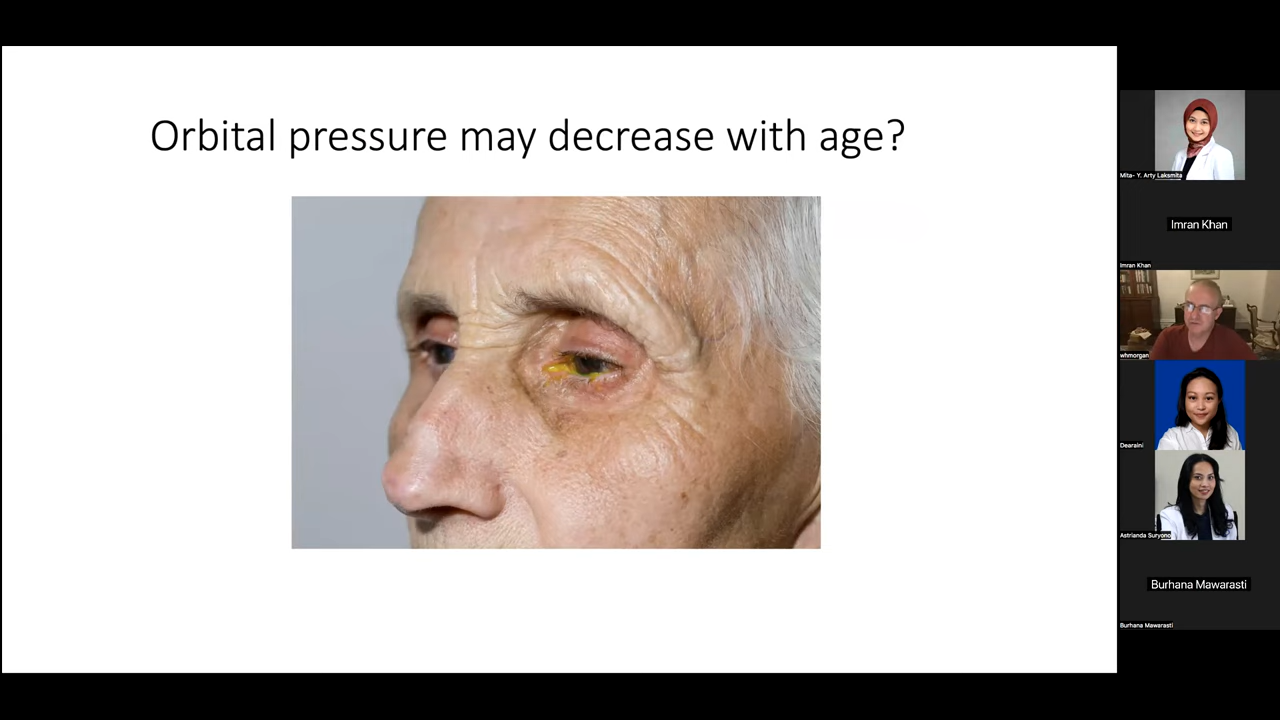 Orbital pressure may decrease with age?
Mita- Y. Arty Laksmita
Imran Khan
Imran Khan
whmorgan
Dearaini
Astrianda Suryono
Burhana Mawarasti
Burhana Mawarasti